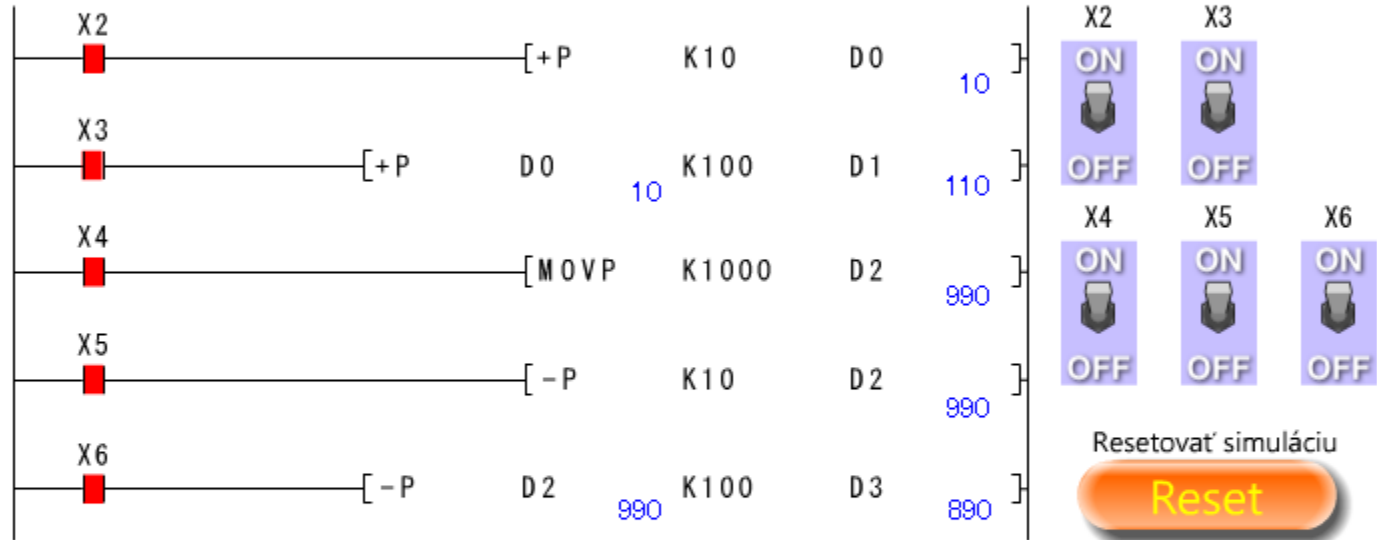 X2
[+P K10 D0 ]
10
X3
[+P D0 K100 D1 ]
10 110
X4
[MOVP K1000 D2 ]
990
X5
[-P K10 D2 ]
990
X6
[-P D2 K100 D3 ]
990 890
X2 X3
ON ON
OFF OFF
X4 X5 X6
ON ON ON
OFF OFF OFF
Resetovať simuláciu
Reset